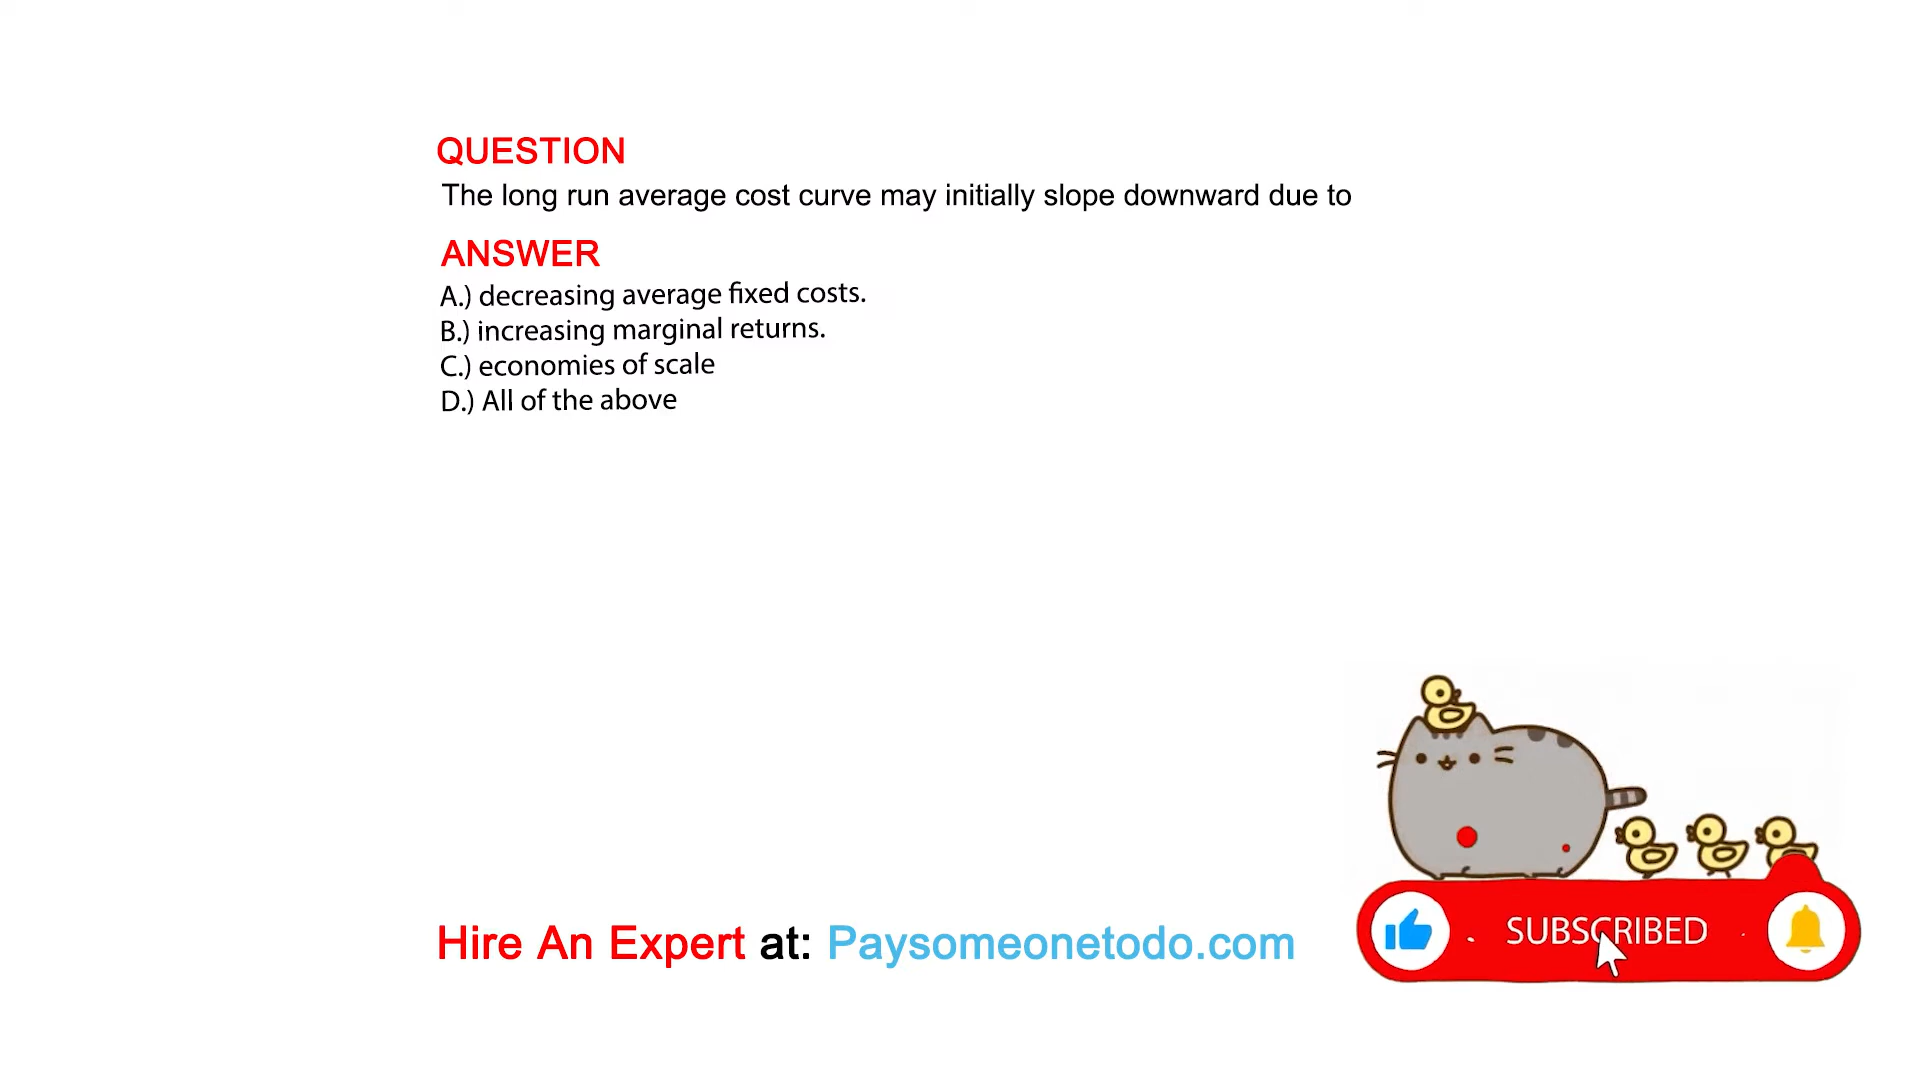 QUESTION
The long run average cost curve may initially slope downward due to
ANSWER
A.) decreasing average fixed costs.
B.) increasing marginal returns.
C.) economies of scale
D.) All of the above
Hire An Expert at: Paysomeonetodo.com
SUBSCRIBED